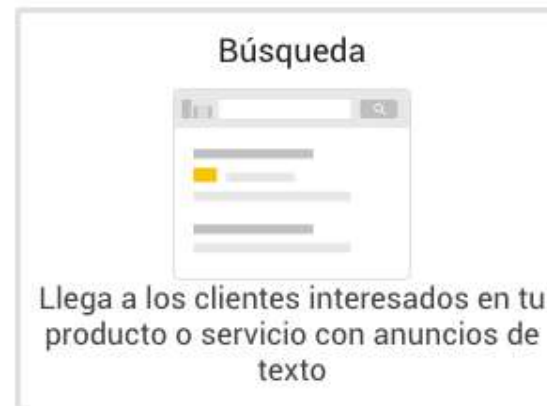 Búsqueda
Llega a los clientes interesados en tu
producto o servicio con anuncios de
texto